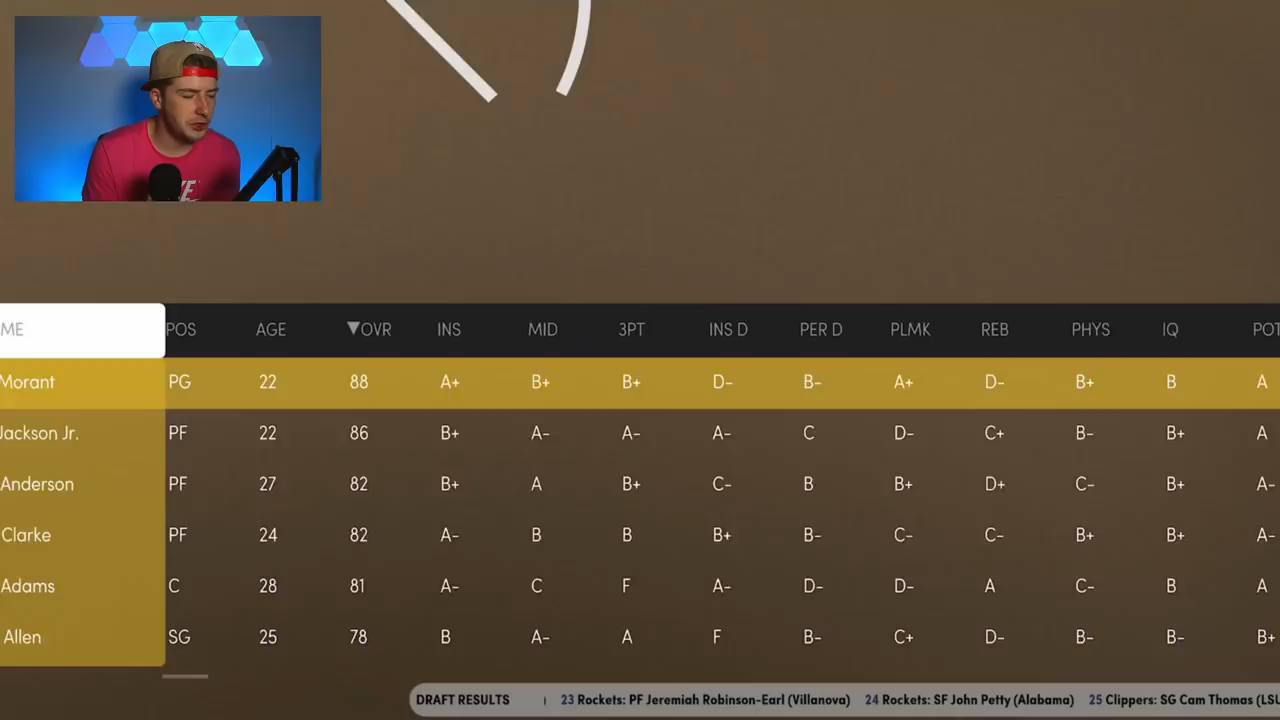 ME POS AGE ▼OVR INS MID 3PT INS D PER D PLMK REB PHYS IQ POT
Morant PG 22 88 A+ B+ B+ D- B- A+ D- B+ B A
Jackson Jr. PF 22 86 B+ A- A- A- C D- C+ B- B+ A
Anderson PF 27 82 B+ A B+ C- B B+ D+ C- B+ A-
Clarke PF 24 82 A- B B B+ B- C- C- B+ B+ A-
Adams C 28 81 A- C F A- D- D- A C- B A
Allen SG 25 78 B A- A F B- C+ D- B- B- B+
DRAFT RESULTS 23 Rockets: PF Jeremiah Robinson-Earl (Villanova) 24 Rockets: SF John Petty (Alabama) 25 Clippers: SG Cam Thomas (LSU